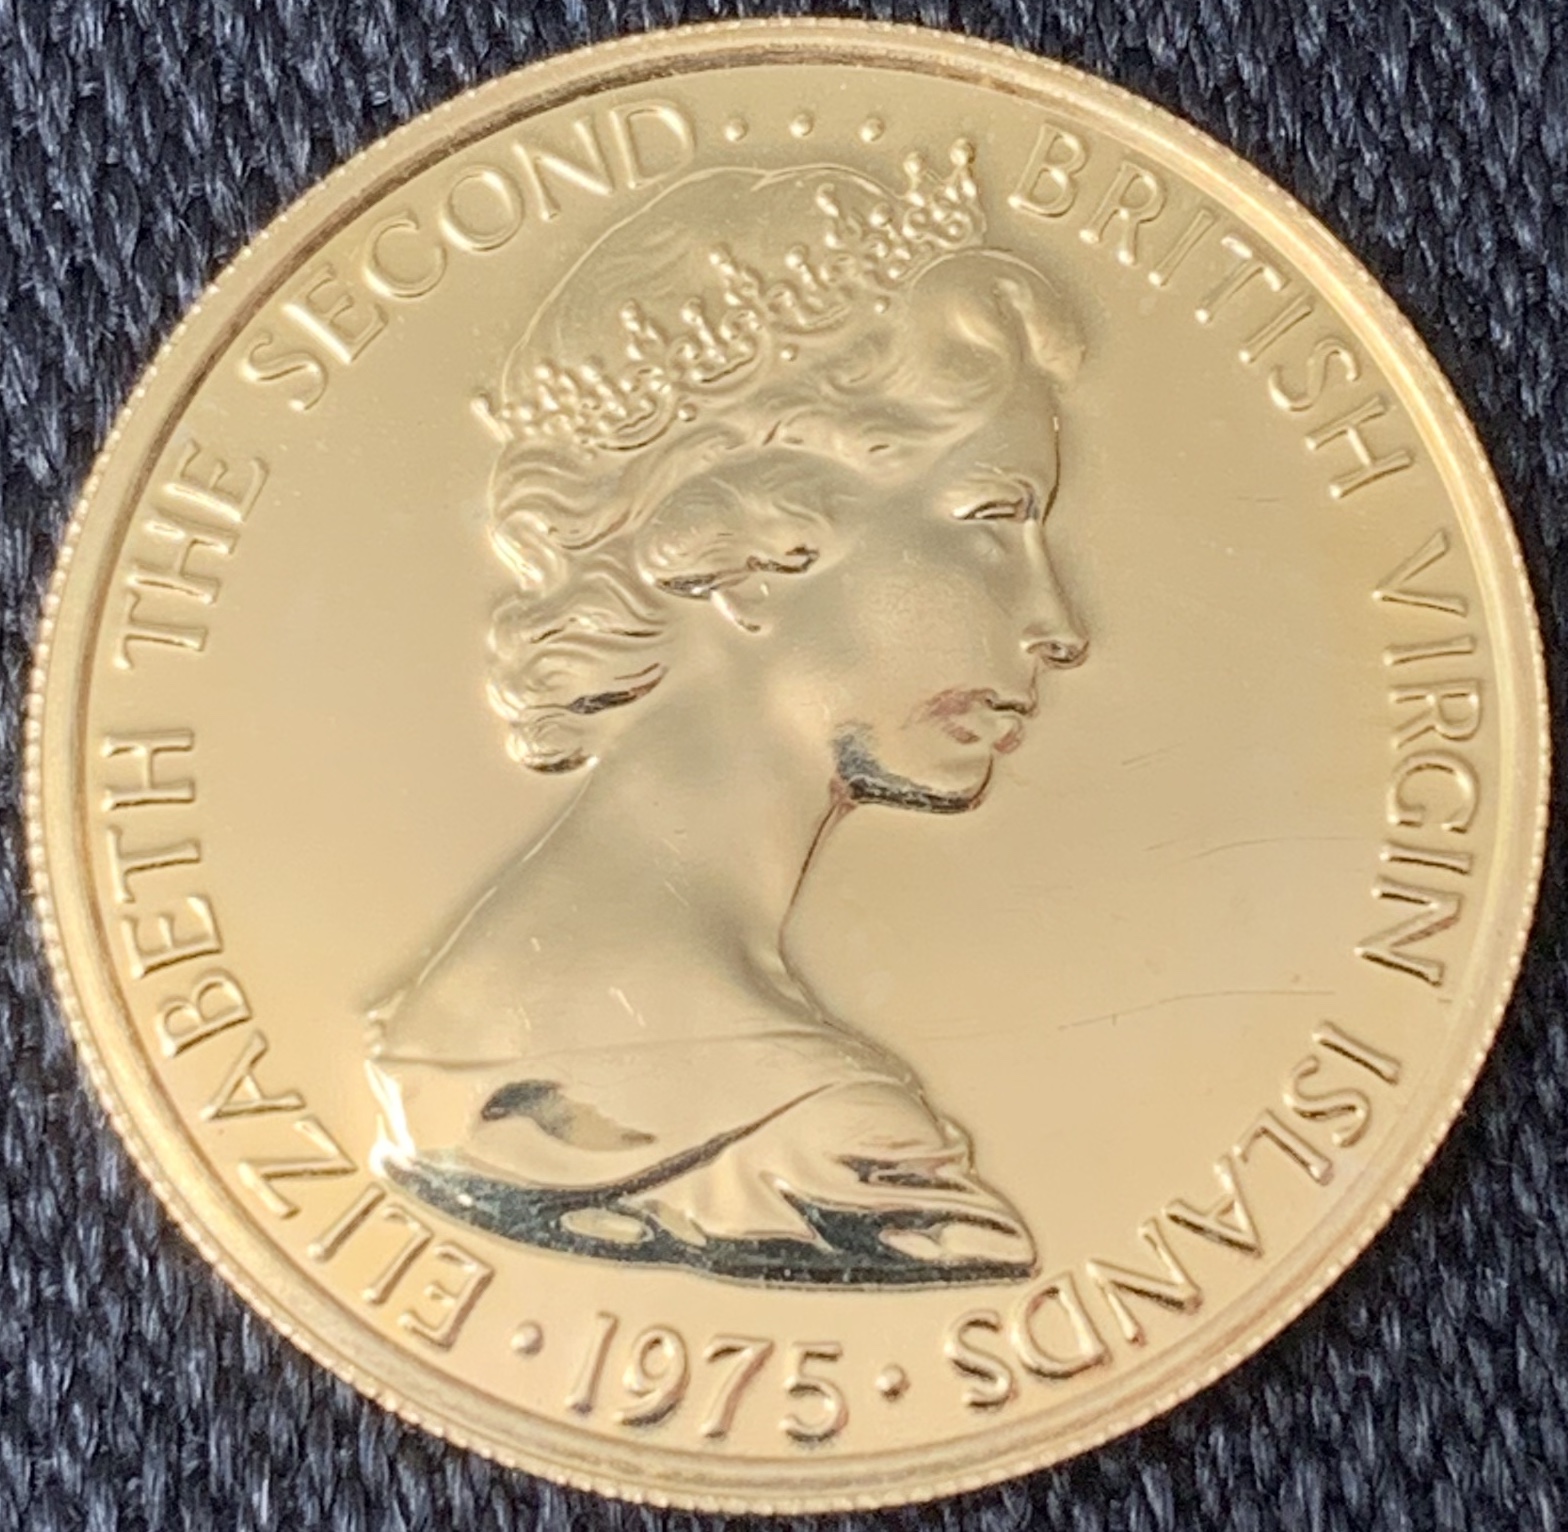 ELIZABETH THE SECOND . . . BRITISH VIRGIN ISLANDS
· 1975 ·